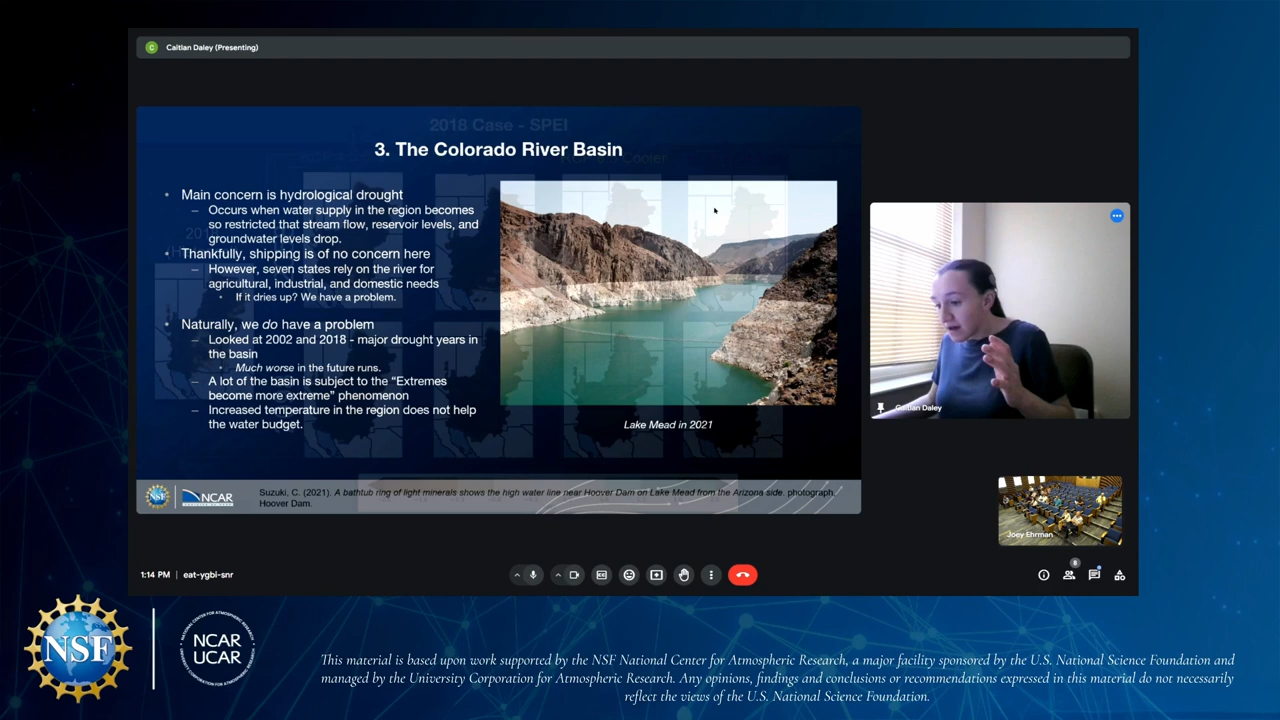 Caitlan Daley (Presenting)
2018 Case - SPEI
3. The Colorado River Basin
Cooler
• Main concern is hydrological drought
– Occurs when water supply in the region becomes
so restricted that stream flow, reservoir levels, and
groundwater levels drop.
• Thankfully, shipping is of no concern here
– However, seven states rely on the river for
agricultural, industrial, and domestic needs
• If it dries up? We have a problem.
• Naturally, we do have a problem
– Looked at 2002 and 2018 - major drought years in
the basin
• Much worse in the future runs.
– A lot of the basin is subject to the “Extremes
become more extreme” phenomenon
– Increased temperature in the region does not help
the water budget.
Lake Mead in 2021
NSF
NCAR
Suzuki, C. (2021). A bathtub ring of light minerals shows the high water line near Hoover Dam on Lake Mead from the Arizona side. photograph,
Hoover Dam.
Caitlan Daley
Joey Ehrman
1:14 PM | eat-ygbi-snr
8
NSF
NCAR
UCAR
This material is based upon work supported by the NSF National Center for Atmospheric Research, a major facility sponsored by the U.S. National Science Foundation and
managed by the University Corporation for Atmospheric Research. Any opinions, findings and conclusions or recommendations expressed in this material do not necessarily
reflect the views of the U.S. National Science Foundation.